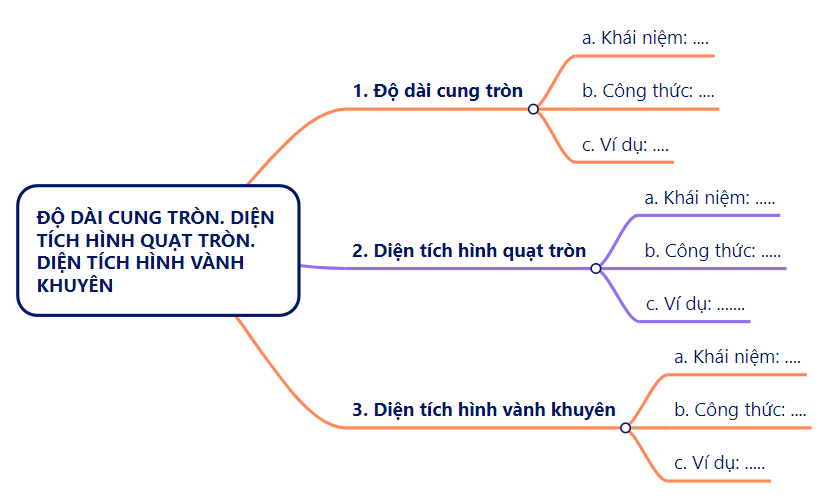 ĐỘ DÀI CUNG TRÒN. DIỆN
TÍCH HÌNH QUẠT TRÒN.
DIỆN TÍCH HÌNH VÀNH
KHUYÊN
1. Độ dài cung tròn
a. Khái niệm: ....
b. Công thức: ....
c. Ví dụ: ....
2. Diện tích hình quạt tròn
a. Khái niệm: .....
b. Công thức: .....
c. Ví dụ: .......
3. Diện tích hình vành khuyên
a. Khái niệm: ....
b. Công thức: ....
c. Ví dụ: .....